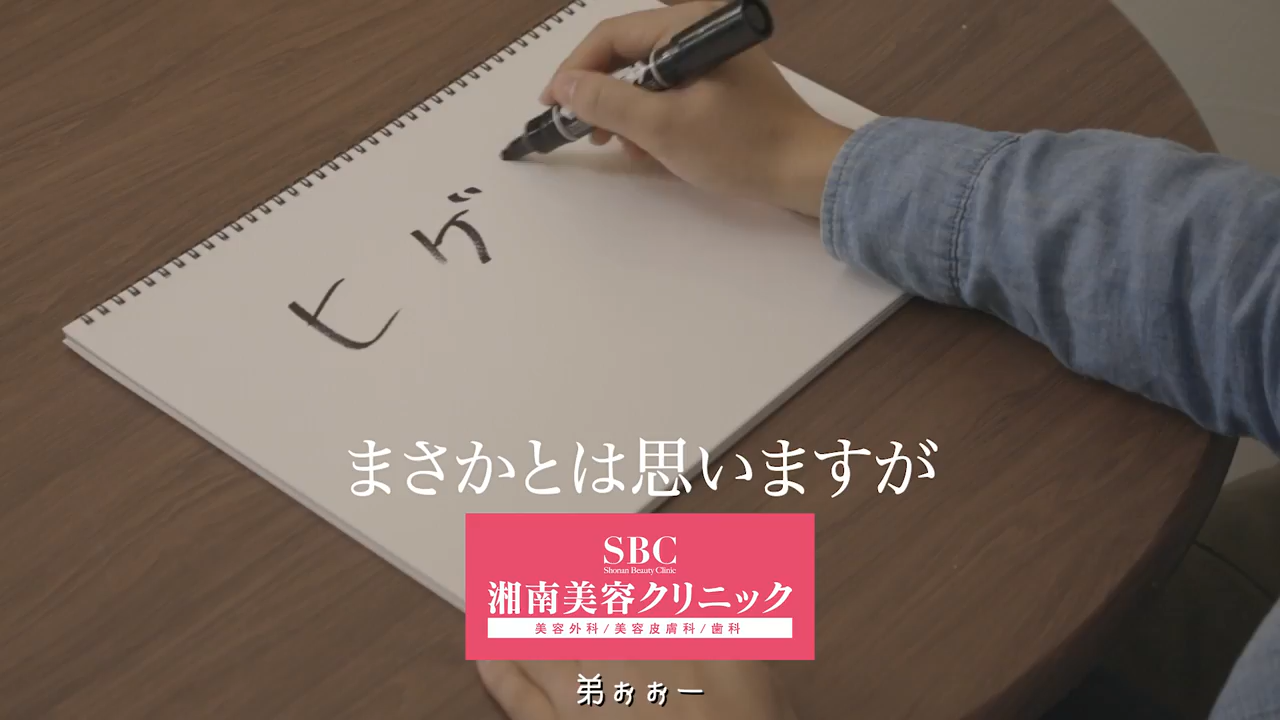 ヒゲ
まさかとは思いますが
SBC
Shonan Beauty Clinic
湘南美容クリニック
美容外科/美容皮膚科/歯科
弟ぉぉー